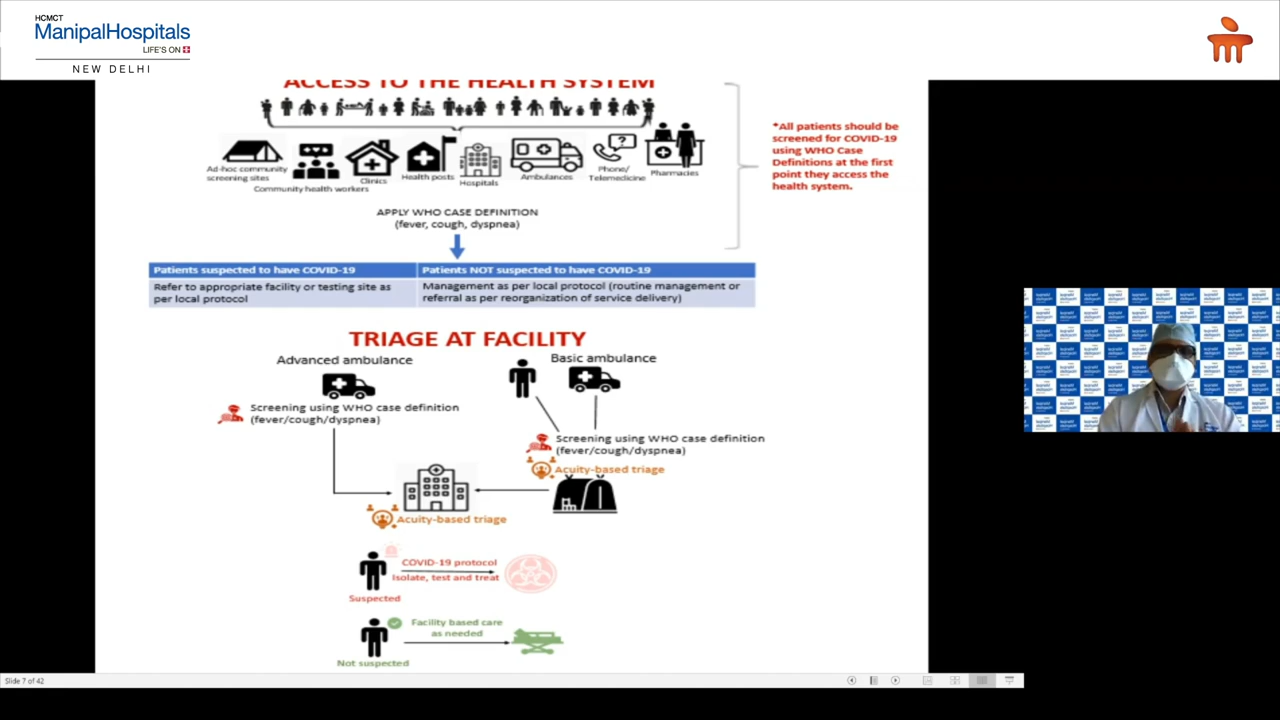 HCMCT
ManipalHospitals
LIFE'S ON
NEW DELHI
ACCESS TO THE HEALTH SYSTEM
*All patients should be
screened for COVID-19
using WHO Case
Definitions at the first
point they access the
health system.
Ad-hoc community
screening sites
Community health workers
Clinics
Health posts
Hospitals
Ambulances
Phone/
Telemedicine
Pharmacies
APPLY WHO CASE DEFINITION
(fever, cough, dyspnea)
Patients suspected to have COVID-19
Patients NOT suspected to have COVID-19
Refer to appropriate facility or testing site as
per local protocol
Management as per local protocol (routine management or
referral as per reorganization of service delivery)
TRIAGE AT FACILITY
Advanced ambulance
Basic ambulance
Screening using WHO case definition
(fever/cough/dyspnea)
Screening using WHO case definition
(fever/cough/dyspnea)
Acuity-based triage
Acuity-based triage
COVID-19 protocol
Isolate, test and treat
Suspected
Facility based care
as needed
Not suspected
Slide 7 of 42